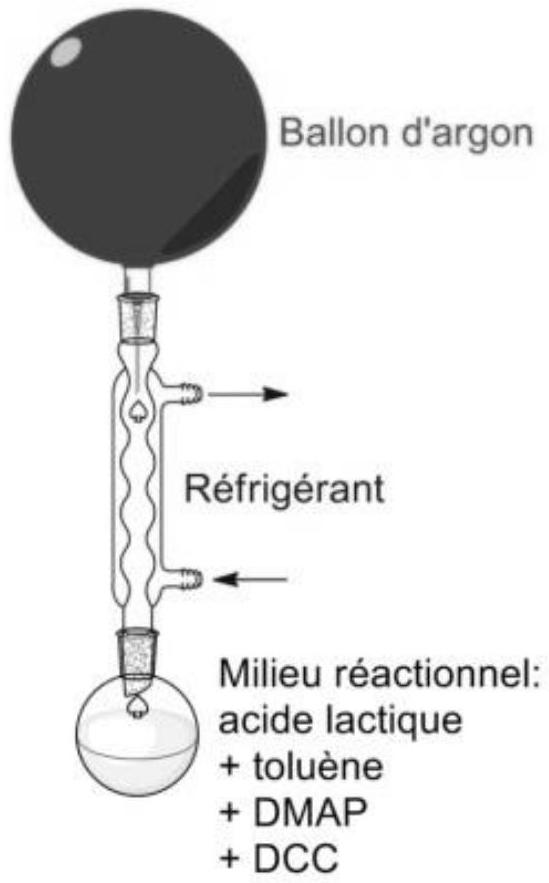 Ballon d'argon
Réfrigérant
Milieu réactionnel:
acide lactique
+ toluène
+ DMAP
+ DCC